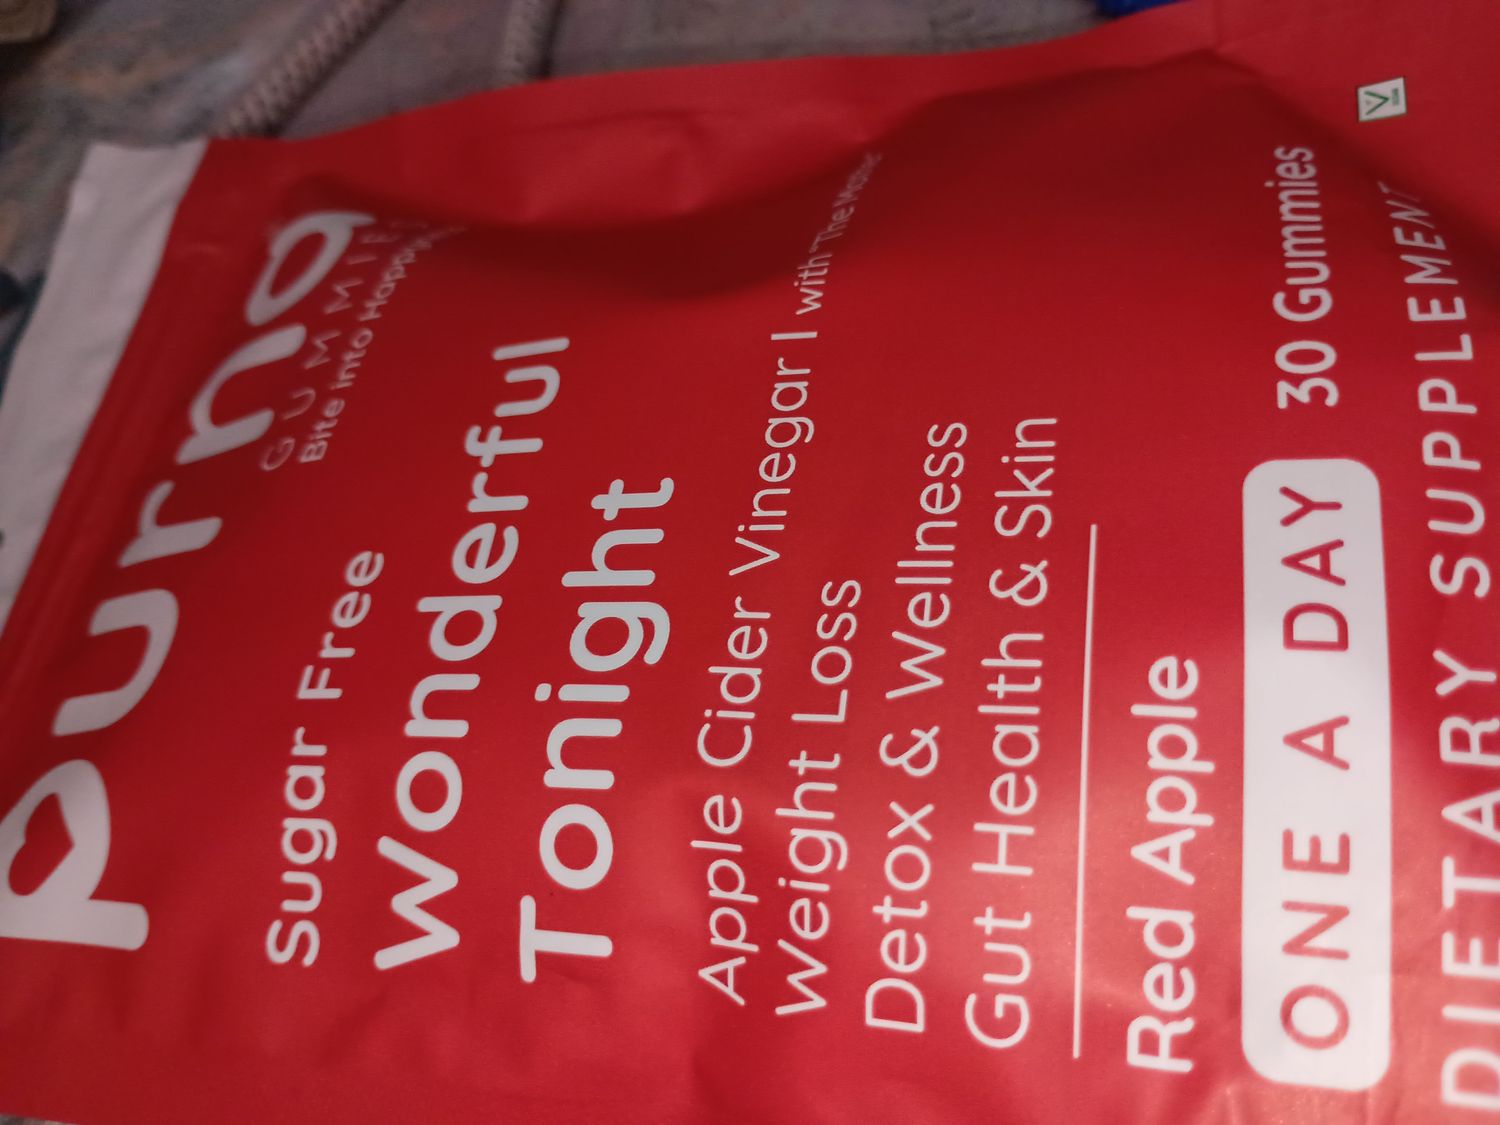 purna
GUMMIES
Bite into
Sugar Free
Wonderful
Tonight
Apple Cider Vinegar I with "The
Weight Loss
Detox & Wellness
Gut Health & Skin
Red Apple
ONE A DAY 30 Gummies
DIETARY SUPPLEMENT